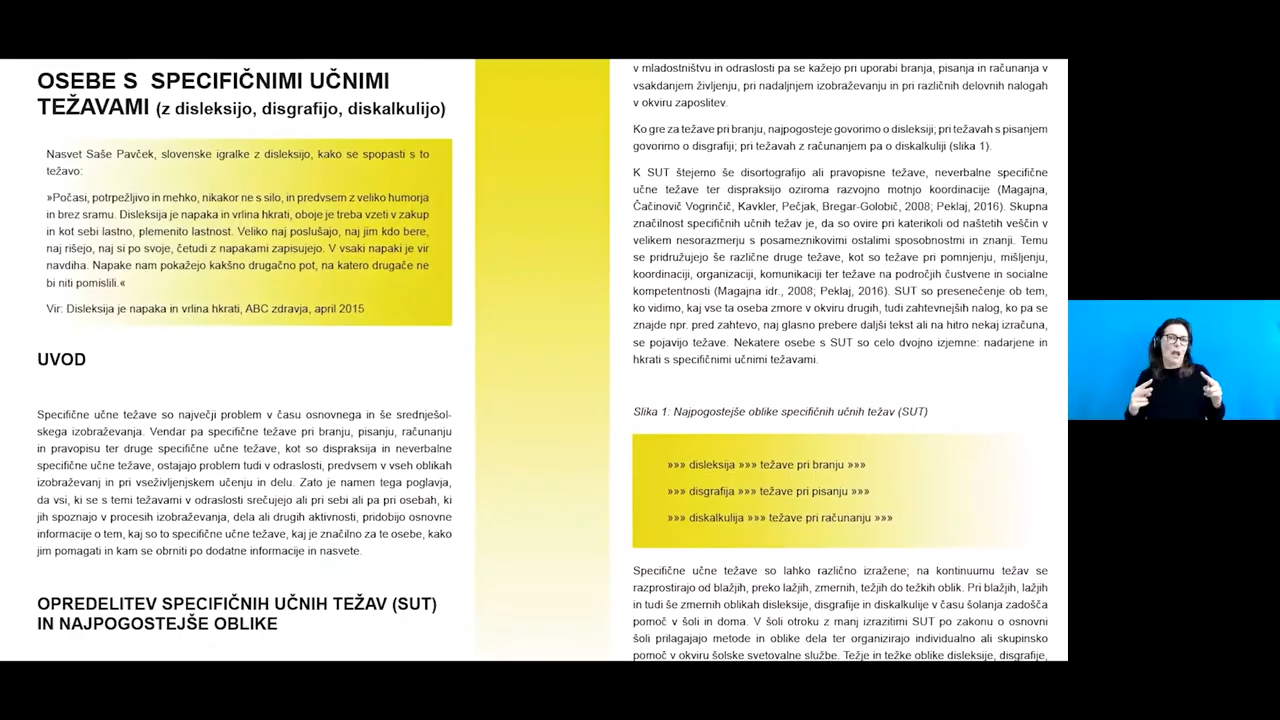 OSEBE S SPECIFIČNIMI UČNIMI
TEŽAVAMI (z disleksijo, disgrafijo, diskalkulijo)
Nasvet Saše Pavček, slovenske igralke z disleksijo, kako se spopasti s to
težavo:
»Počasi, potrpežljivo in mehko, nikakor ne s silo, in predvsem z veliko humorja
in brez sramu. Disleksija je napaka in vrlina hkrati, oboje je treba vzeti v zakup
in kot sebi lastno, plemenito lastnost. Veliko naj poslušajo, naj jim kdo bere,
naj rišejo, naj si po svoje, četudi z napakami zapisujejo. V vsaki napaki je vir
navdiha. Napake nam pokažejo kakšno drugačno pot, na katero drugače ne
bi niti pomislili.«
Vir: Disleksija je napaka in vrlina hkrati, ABC zdravja, april 2015
UVOD
Specifične učne težave so največji problem v času osnovnega in še srednješol-
skega izobraževanja. Vendar pa specifične težave pri branju, pisanju, računanju
in pravopisu ter druge specifične učne težave, kot so dispraksija in neverbalne
specifične učne težave, ostajajo problem tudi v odraslosti, predvsem v vseh oblikah
izobraževanj in pri vseživljenjskem učenju in delu. Zato je namen tega poglavja,
da vsi, ki se s temi težavami v odraslosti srečujejo ali pri sebi ali pa pri osebah, ki
jih spoznajo v procesih izobraževanja, dela ali drugih aktivnosti, pridobijo osnovne
informacije o tem, kaj so to specifične učne težave, kaj je značilno za te osebe, kako
jim pomagati in kam se obrniti po dodatne informacije in nasvete.
OPREDELITEV SPECIFIČNIH UČNIH TEŽAV (SUT)
IN NAJPOGOSTEJŠE OBLIKE
v mladostništvu in odraslosti pa se kažejo pri uporabi branja, pisanja in računanja v
vsakdanjem življenju, pri nadaljnjem izobraževanju in pri različnih delovnih nalogah
v okviru zaposlitev.
Ko gre za težave pri branju, najpogosteje govorimo o disleksiji; pri težavah s pisanjem
govorimo o disgrafiji; pri težavah z računanjem pa o diskalkuliji (slika 1).
K SUT štejemo še disortografijo ali pravopisne težave, neverbalne specifične
učne težave ter dispraksijo oziroma razvojno motnjo koordinacije (Magajna,
Čačinovič Vogrinčič, Kavkler, Pečjak, Bregar-Golobič, 2008; Peklaj, 2016). Skupna
značilnost specifičnih učnih težav je, da so ovire pri katerikoli od naštetih veščin v
velikem nesorazmerju s posameznikovimi ostalimi sposobnostmi in znanji. Temu
se pridružujejo še različne druge težave, kot so težave pri pomnjenju, mišljenju,
koordinaciji, organizaciji, komunikaciji ter težave na področjih čustvene in socialne
kompetentnosti (Magajna idr., 2008; Peklaj, 2016). SUT so presenečenje ob tem,
ko vidimo, kaj vse ta oseba zmore v okviru drugih, tudi zahtevnejših nalog, ko pa se
znajde npr. pred zahtevo, naj glasno prebere daljši tekst ali na hitro nekaj izračuna,
se pojavijo težave. Nekatere osebe s SUT so celo dvojno izjemne: nadarjene in
hkrati s specifičnimi učnimi težavami.
Slika 1: Najpogostejše oblike specifičnih učnih težav (SUT)
»»» disleksija »»» težave pri branju »»»
»»» disgrafija »»» težave pri pisanju »»»
»»» diskalkulija »»» težave pri računanju »»»
Specifične učne težave so lahko različno izražene; na kontinuumu težav se
razprostirajo od blažjih, preko lažjih, zmernih, težjih do težkih oblik. Pri blažjih, lažjih
in tudi še zmernih oblikah disleksije, disgrafije in diskalkulije v času šolanja zadošča
pomoč v šoli in doma. V šoli otroku z manj izrazitimi SUT po zakonu o osnovni
šoli prilagajajo metode in oblike dela ter organizirajo individualno ali skupinsko
pomoč v okviru šolske svetovalne službe. Težje in težke oblike disleksije, disgrafije,